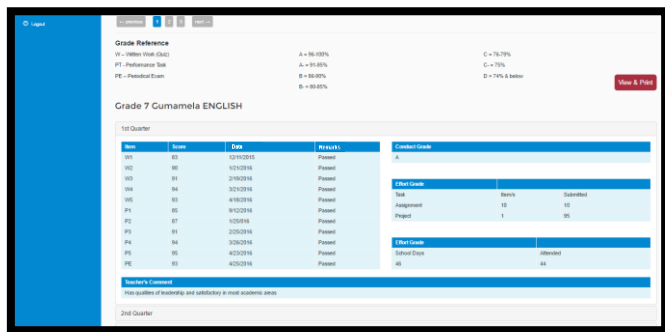 Logout
← previous 1 2 3 next →
Grade Reference
W – Written Work (Quiz) A = 96-100% C = 76-79%
PT - Performance Task A- = 91-95% C- = 75%
PE – Periodical Exam B = 86-90% D = 74% & below
B- = 80-85%
View & Print
Grade 7 Gumamela ENGLISH
1st Quarter
Item Score Date Remarks
W1 83 12/11/2015 Passed
W2 90 1/21/2016 Passed
W3 91 2/18/2016 Passed
W4 94 3/21/2016 Passed
W5 93 4/18/2016 Passed
P1 85 9/12/2016 Passed
P2 87 1/25/016 Passed
P3 91 2/25/2016 Passed
P4 94 3/26/2016 Passed
P5 95 4/23/2016 Passed
PE 93 4/25/2016 Passed
Conduct Grade
A
Effort Grade
Task Item/s Submitted
Assignment 10 10
Project 1 95
Effort Grade
School Days Attended
46 44
Teacher's Comment
Has qualities of leadership and satisfactory in most academic areas
2nd Quarter